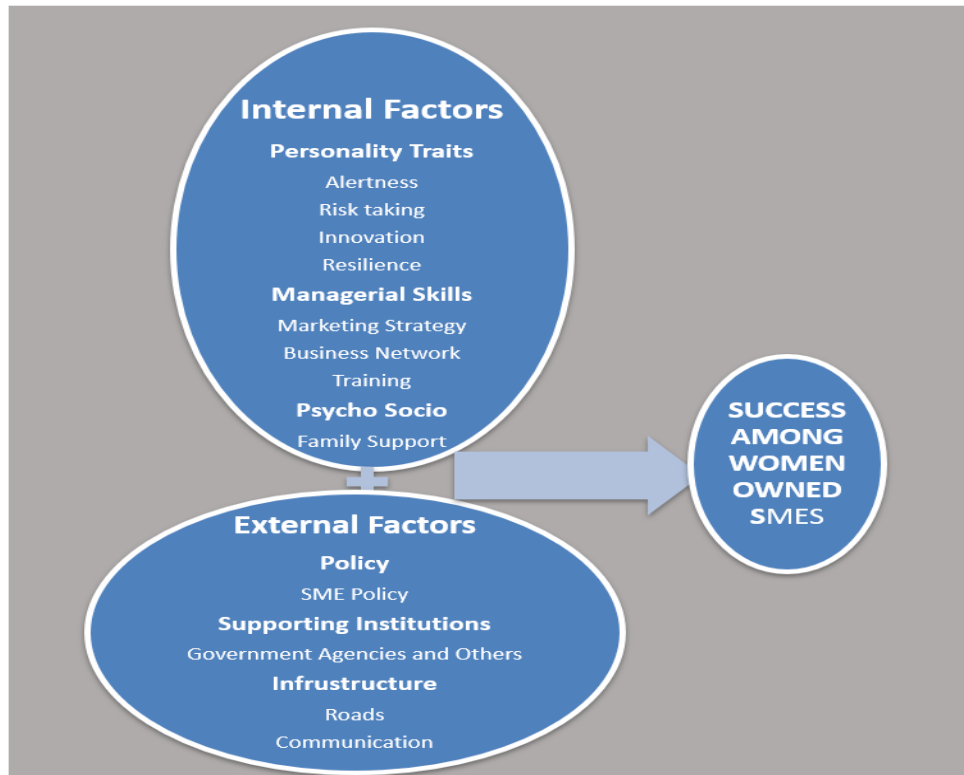 Internal Factors
Personality Traits
Alertness
Risk taking
Innovation
Resilience
Managerial Skills
Marketing Strategy
Business Network
Training
Psycho Socio
Family Support
External Factors
Policy
SME Policy
Supporting Institutions
Government Agencies and Others
Infrustructure
Roads
Communication
SUCCESS
AMONG
WOMEN
OWNED
SMES